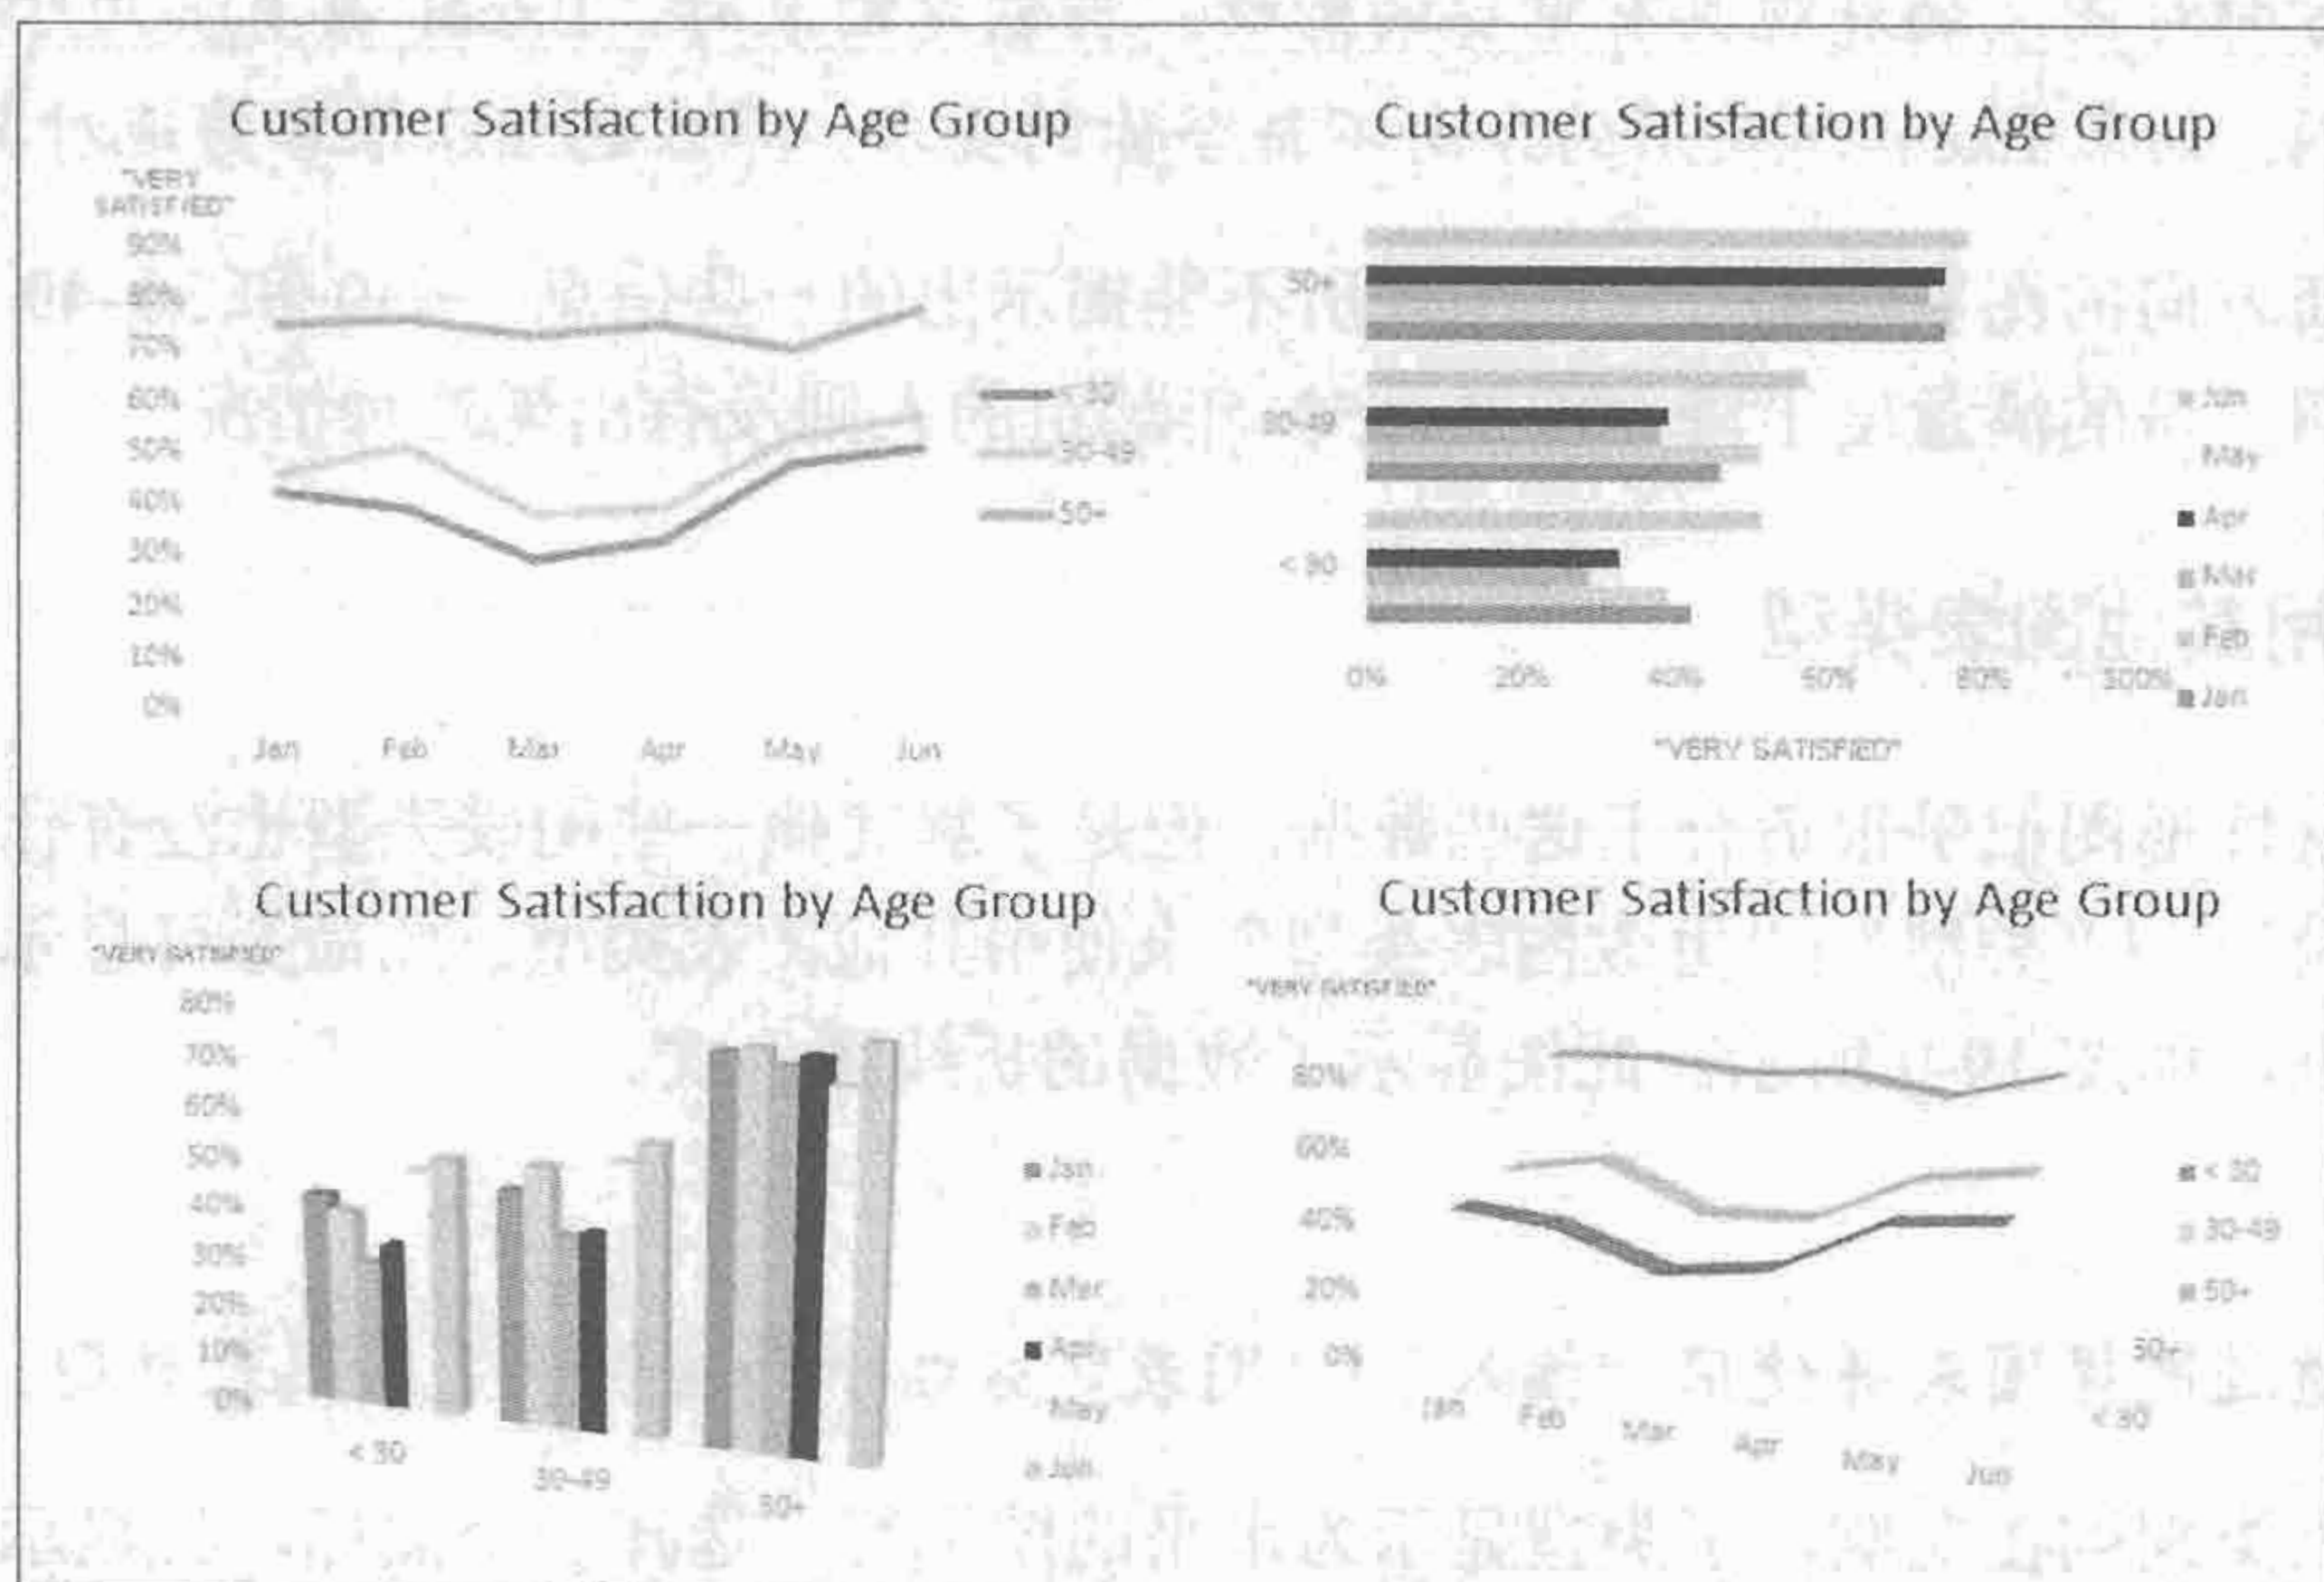 Customer Satisfaction by Age Group
"VERY
SATISFIED"
90%
80%
70%
60%
50%
40%
30%
20%
10%
0%
Jan Feb Mar Apr May Jun
< 30
30-49
50+
Customer Satisfaction by Age Group
50+
30-49
< 30
0% 20% 40% 60% 80% 100%
"VERY SATISFIED"
Jun
May
Apr
Mar
Feb
Jan
Customer Satisfaction by Age Group
"VERY SATISFIED"
80%
70%
60%
50%
40%
30%
20%
10%
0%
< 30 30-49 50+
Jan
Feb
Mar
Apr
May
Jun
Customer Satisfaction by Age Group
"VERY SATISFIED"
80%
60%
40%
20%
0%
Jan Feb Mar Apr May Jun
< 30
50+
< 30
30-49
50+